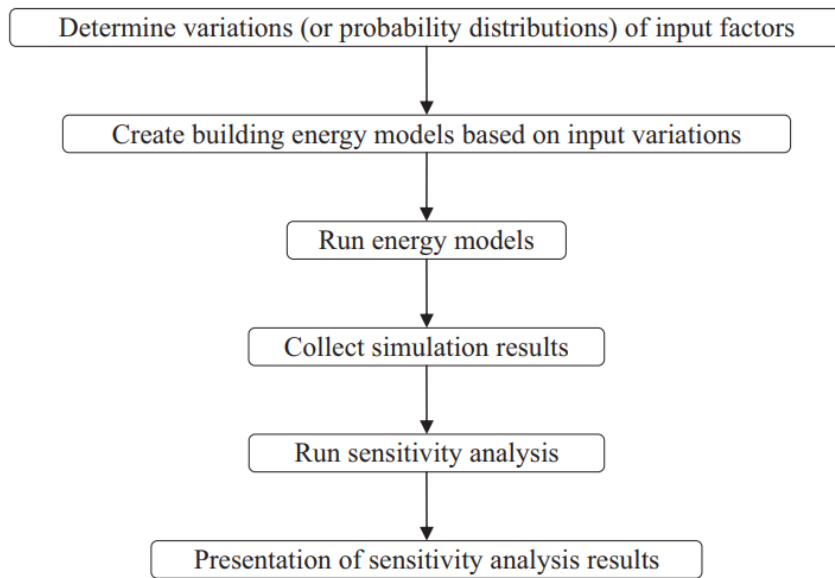 Determine variations (or probability distributions) of input factors
Create building energy models based on input variations
Run energy models
Collect simulation results
Run sensitivity analysis
Presentation of sensitivity analysis results